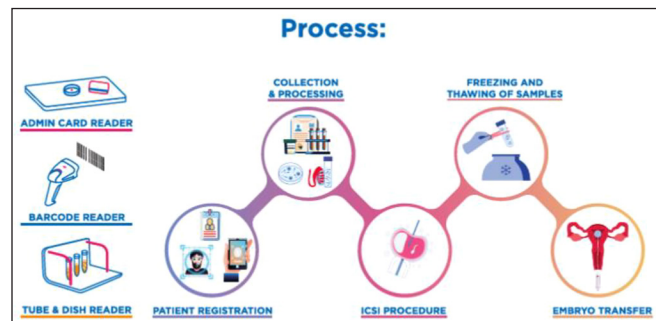 Process:
COLLECTION
& PROCESSING
FREEZING AND
THAWING OF SAMPLES
ADMIN CARD READER
BARCODE READER
TUBE & DISH READER
PATIENT REGISTRATION
ICSI PROCEDURE
EMBRYO TRANSFER